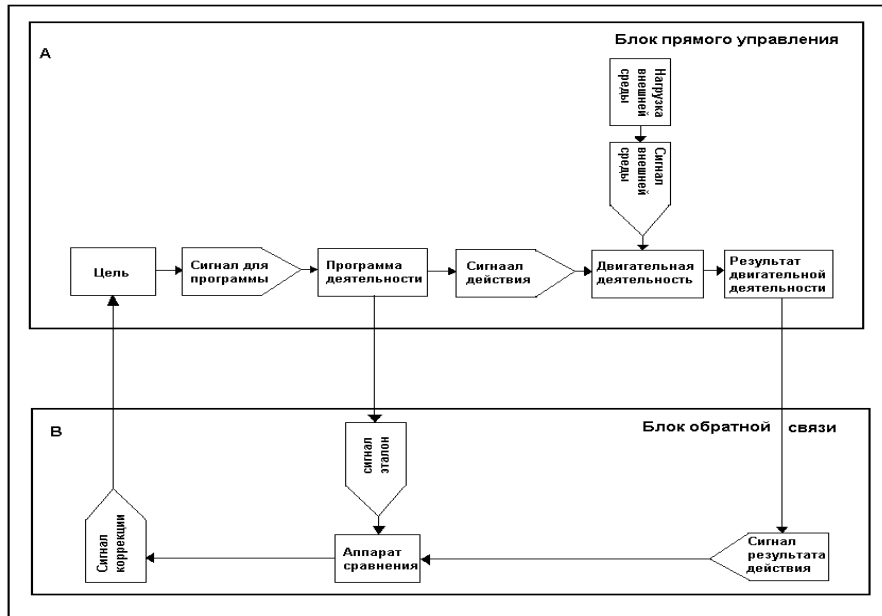 A
Блок прямого управления
Нагрузка
внешней
среды
Сигнал
внешней
среды
Цель
Сигнал для
программы
Программа
деятельности
Сигнаал
действия
Двигательная
деятельность
Результат
двигательной
деятельности
B
Блок обратной связи
сигнал
эталон
Сигнал
коррекции
Аппарат
сравнения
Сигнал
результата
действия